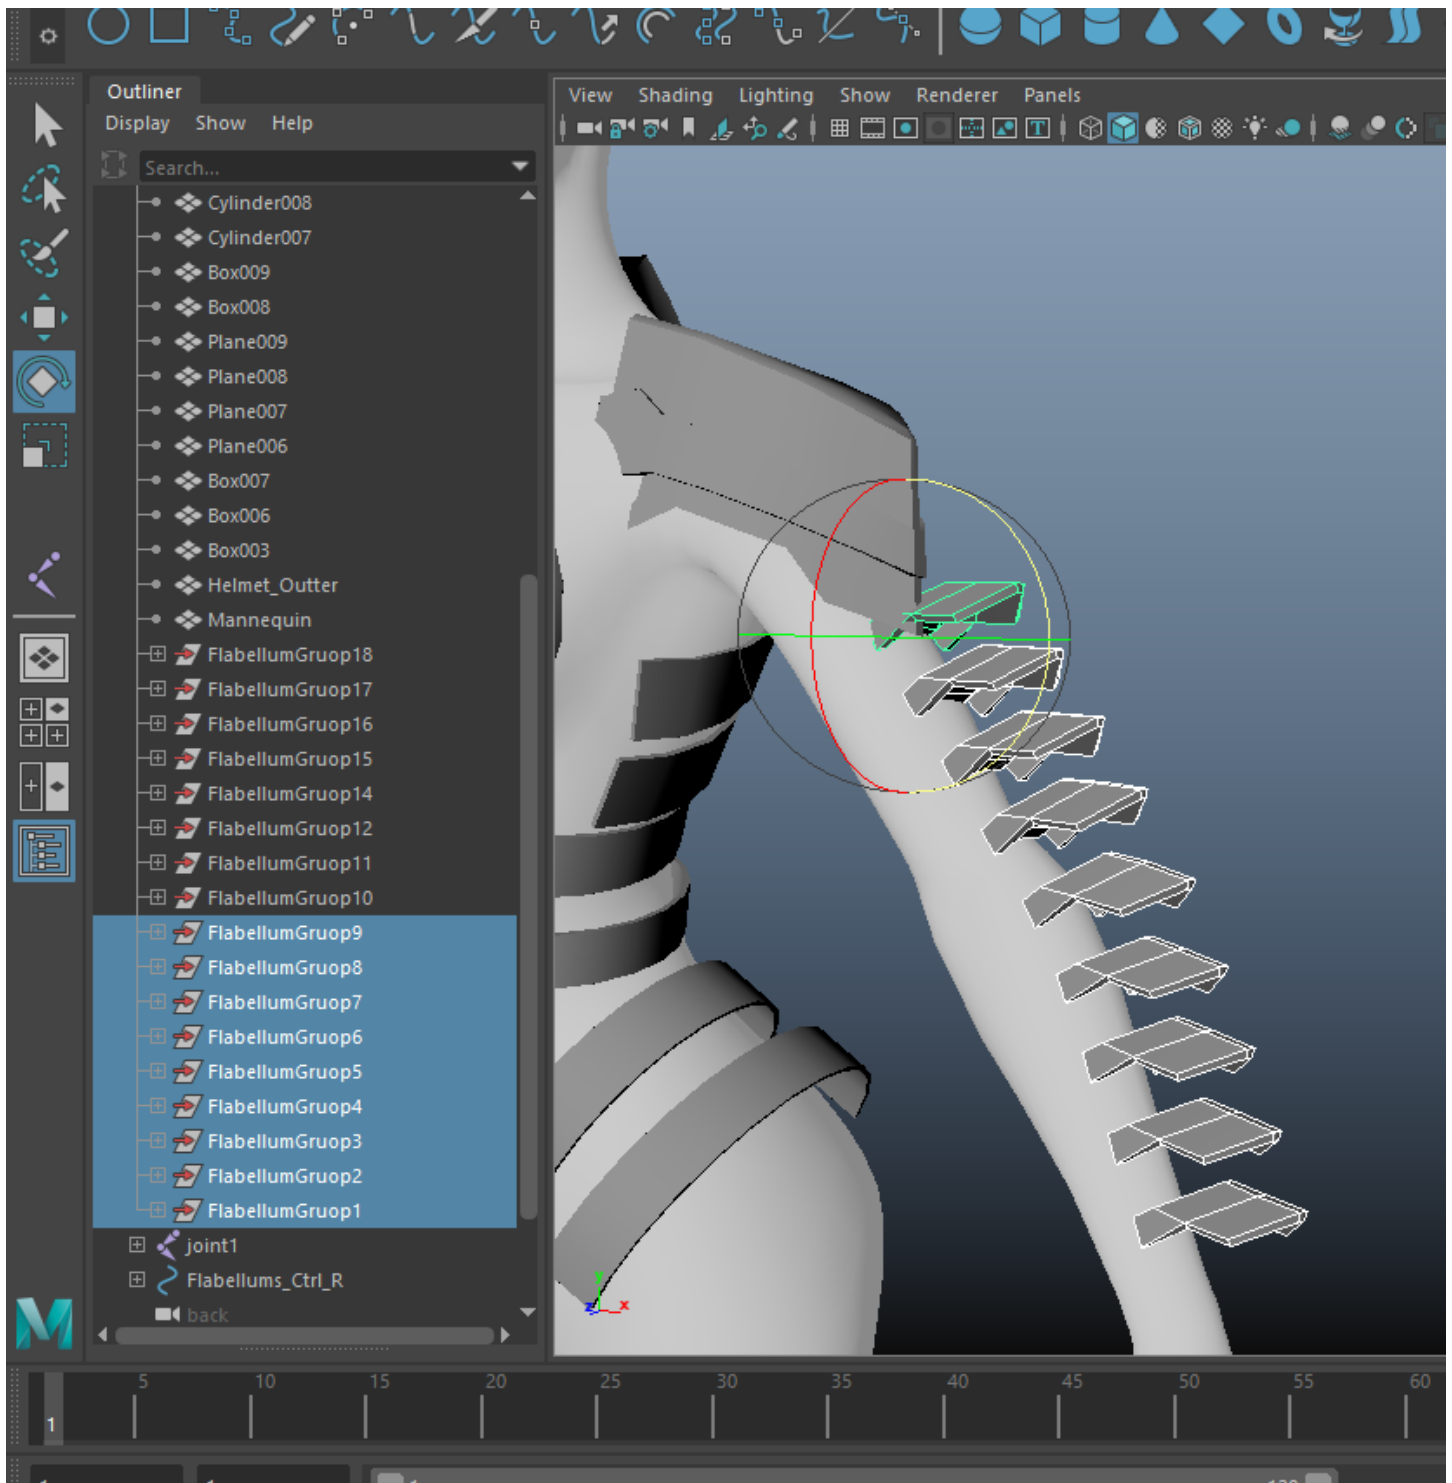 Outliner
Display Show Help
Search...
Cylinder008
Cylinder007
Box009
Box008
Plane009
Plane008
Plane007
Plane006
Box007
Box006
Box003
Helmet_Outter
Mannequin
FlabellumGruop18
FlabellumGruop17
FlabellumGruop16
FlabellumGruop15
FlabellumGruop14
FlabellumGruop12
FlabellumGruop11
FlabellumGruop10
FlabellumGruop9
FlabellumGruop8
FlabellumGruop7
FlabellumGruop6
FlabellumGruop5
FlabellumGruop4
FlabellumGruop3
FlabellumGruop2
FlabellumGruop1
joint1
Flabellums_Ctrl_R
back
View Shading Lighting Show Renderer Panels
T
y
z x
M
5 10 15 20 25 30 35 40 45 50 55 60
1